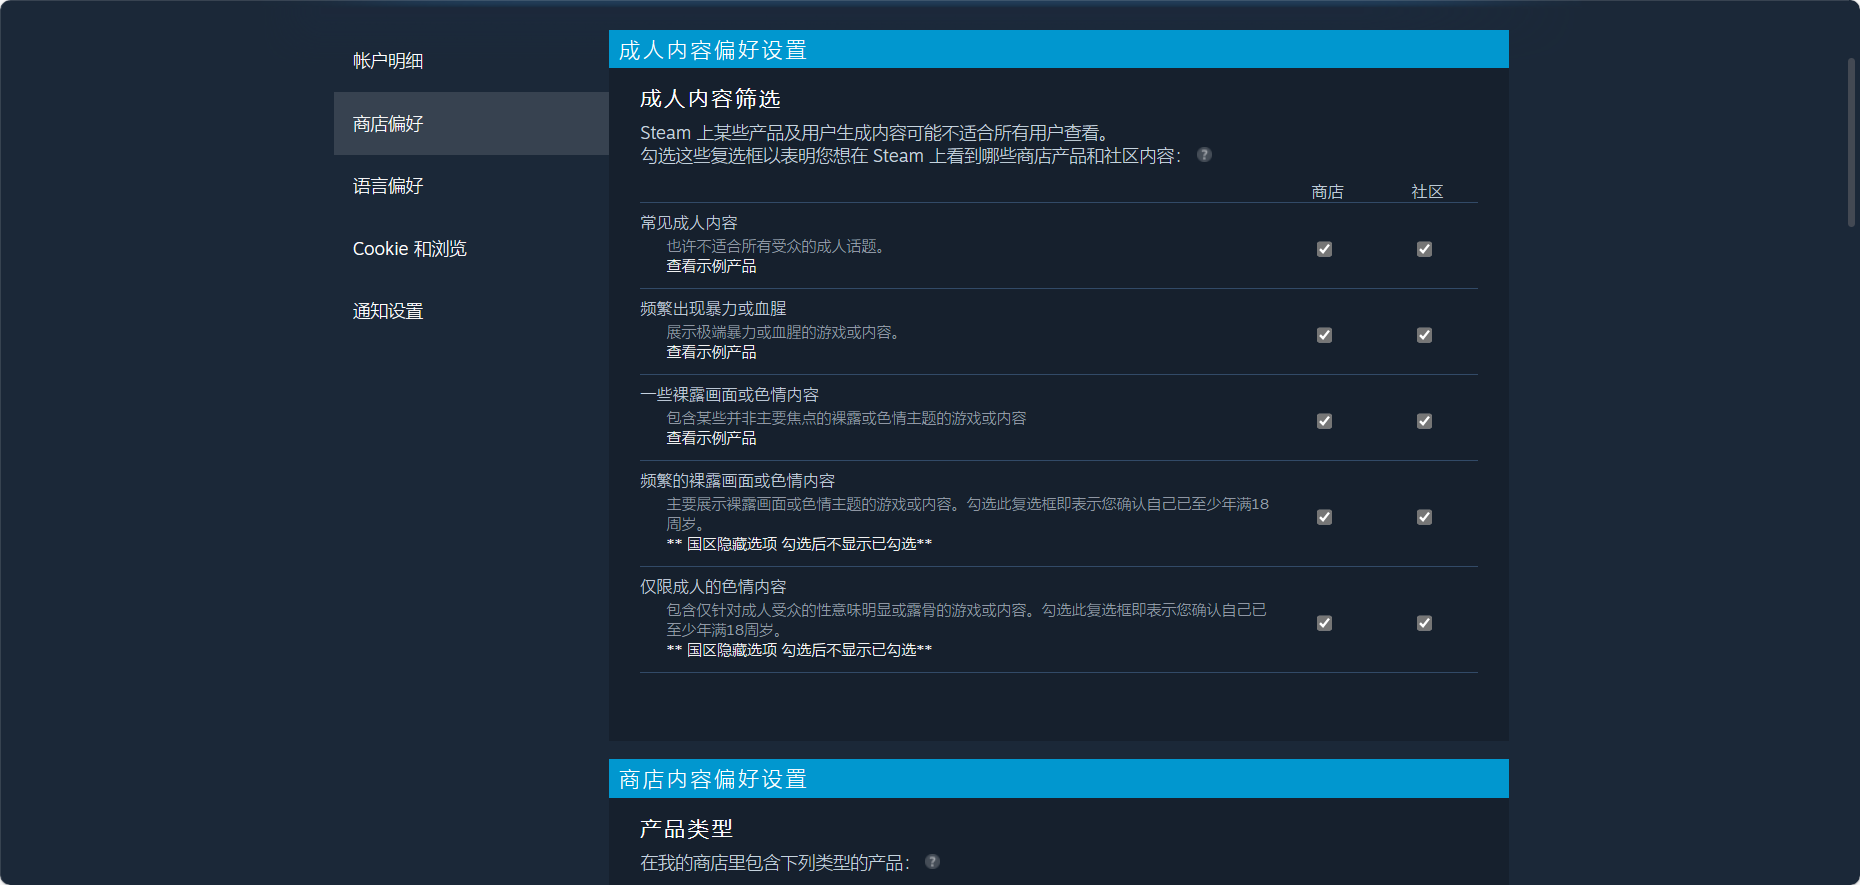 帐户明细
商店偏好
语言偏好
Cookie 和浏览
通知设置
成人内容偏好设置
成人内容筛选
Steam 上某些产品及用户生成内容可能不适合所有用户查看。
勾选这些复选框以表明您想在 Steam 上看到哪些商店产品和社区内容： ?
商店 社区
常见成人内容
也许不适合所有受众的成人话题。
查看示例产品
频繁出现暴力或血腥
展示极端暴力或血腥的游戏或内容。
查看示例产品
一些裸露画面或色情内容
包含某些并非主要焦点的裸露或色情主题的游戏或内容
查看示例产品
频繁的裸露画面或色情内容
主要展示裸露画面或色情主题的游戏或内容。勾选此复选框即表示您确认自己已至少年满18
周岁。
** 国区隐藏选项 勾选后不显示已勾选**
仅限成人的色情内容
包含仅针对成人受众的性意味明显或露骨的游戏或内容。勾选此复选框即表示您确认自己已
至少年满18周岁。
** 国区隐藏选项 勾选后不显示已勾选**
商店内容偏好设置
产品类型
在我的商店里包含下列类型的产品： ?